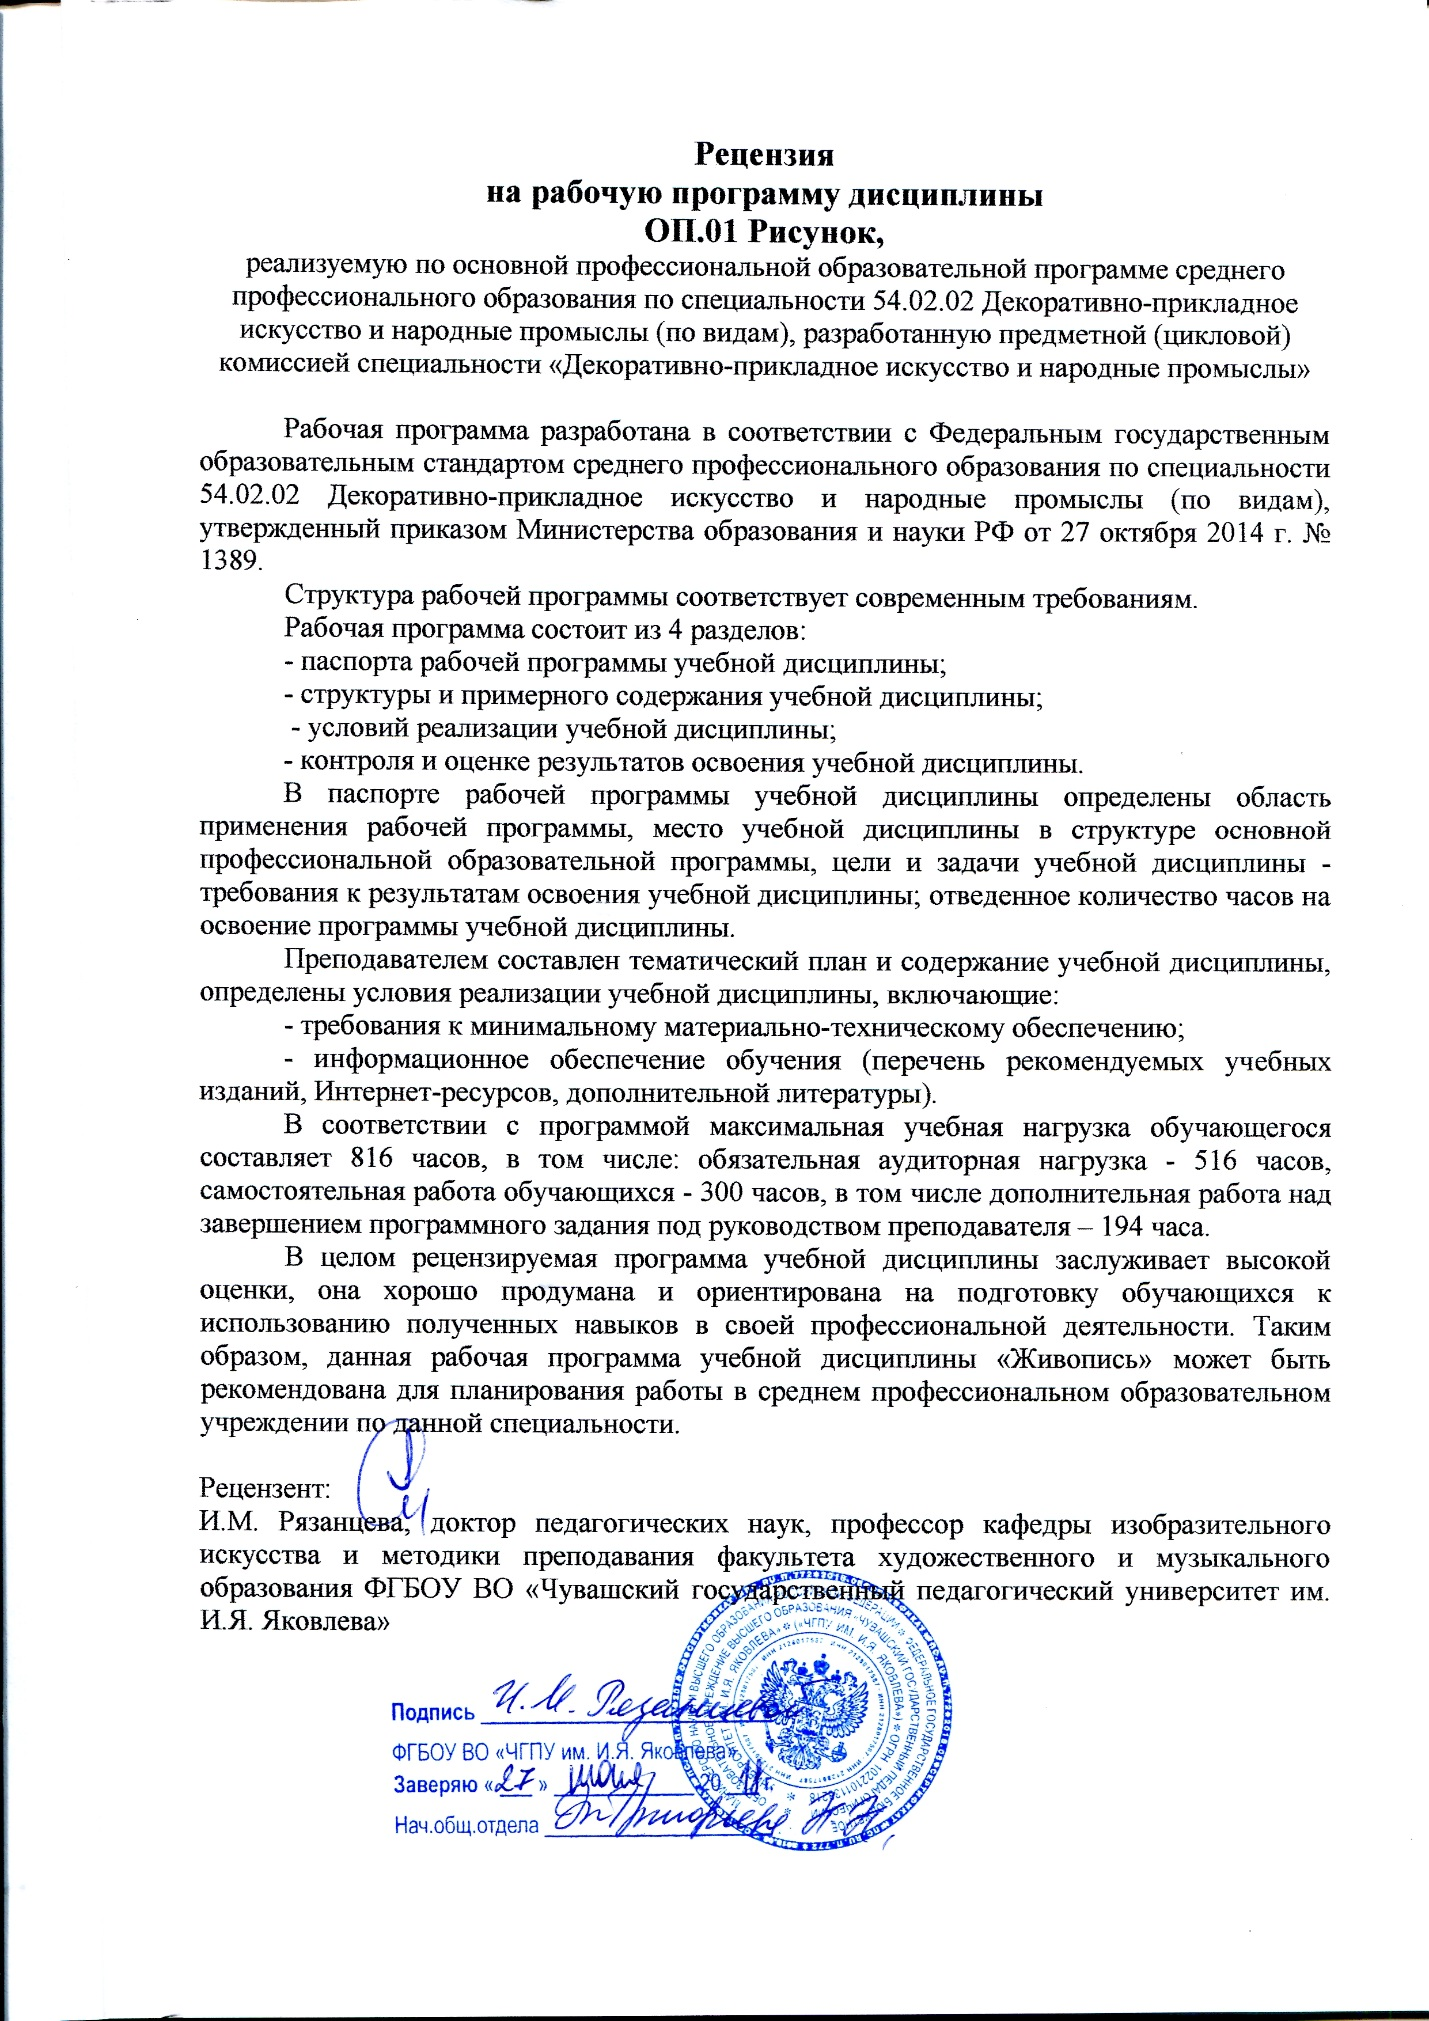 Рецензия
на рабочую программу дисциплины
ОП.01 Рисунок,
реализуемую по основной профессиональной образовательной программе среднего
профессионального образования по специальности 54.02.02 Декоративно-прикладное
искусство и народные промыслы (по видам), разработанную предметной (цикловой)
комиссией специальности «Декоративно-прикладное искусство и народные промыслы»
Рабочая программа разработана в соответствии с Федеральным государственным
образовательным стандартом среднего профессионального образования по специальности
54.02.02 Декоративно-прикладное искусство и народные промыслы (по видам),
утвержденный приказом Министерства образования и науки РФ от 27 октября 2014 г. №
1389.
Структура рабочей программы соответствует современным требованиям.
Рабочая программа состоит из 4 разделов:
- паспорта рабочей программы учебной дисциплины;
- структуры и примерного содержания учебной дисциплины;
- условий реализации учебной дисциплины;
- контроля и оценке результатов освоения учебной дисциплины.
В паспорте рабочей программы учебной дисциплины определены область
применения рабочей программы, место учебной дисциплины в структуре основной
профессиональной образовательной программы, цели и задачи учебной дисциплины -
требования к результатам освоения учебной дисциплины; отведенное количество часов на
освоение программы учебной дисциплины.
Преподавателем составлен тематический план и содержание учебной дисциплины,
определены условия реализации учебной дисциплины, включающие:
- требования к минимальному материально-техническому обеспечению;
- информационное обеспечение обучения (перечень рекомендуемых учебных
изданий, Интернет-ресурсов, дополнительной литературы).
В соответствии с программой максимальная учебная нагрузка обучающегося
составляет 816 часов, в том числе: обязательная аудиторная нагрузка - 516 часов,
самостоятельная работа обучающихся - 300 часов, в том числе дополнительная работа над
завершением программного задания под руководством преподавателя – 194 часа.
В целом рецензируемая программа учебной дисциплины заслуживает высокой
оценки, она хорошо продумана и ориентирована на подготовку обучающихся к
использованию полученных навыков в своей профессиональной деятельности. Таким
образом, данная рабочая программа учебной дисциплины «Живопись» может быть
рекомендована для планирования работы в среднем профессиональном образовательном
учреждении по данной специальности.
Рецензент:
И.М. Рязанцева, доктор педагогических наук, профессор кафедры изобразительного
искусства и методики преподавания факультета художественного и музыкального
образования ФГБОУ ВО «Чувашский государственный педагогический университет им.
И.Я. Яковлева»
Подпись И.М. Рязанцевой
ФГБОУ ВО «ЧГПУ им. И.Я. Яковлева»
Заверяю «27» июня 20
Нач.общ.отдела Григорьева